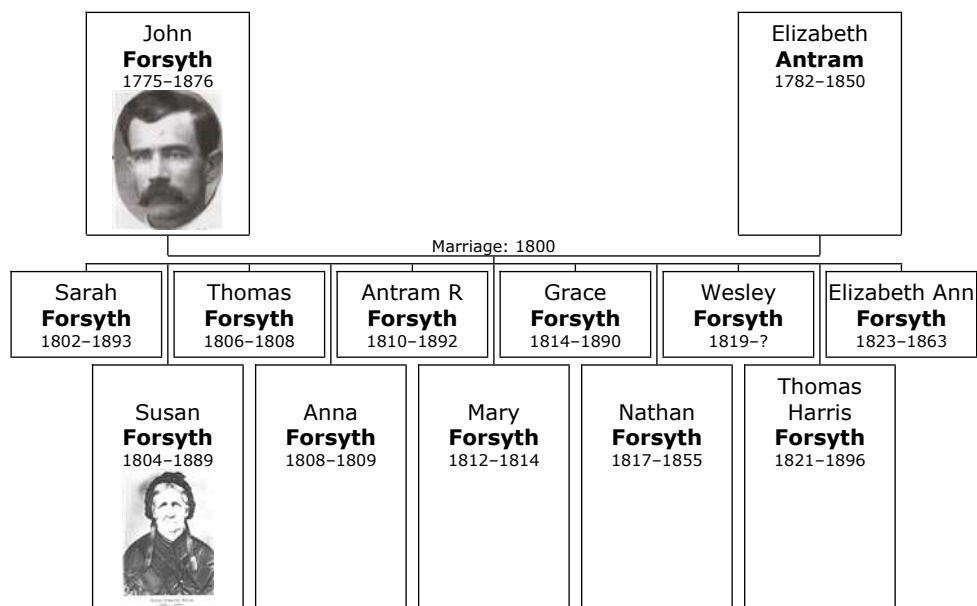 John
Forsyth
1775–1876
Elizabeth
Antram
1782–1850
Marriage: 1800
Sarah
Forsyth
1802–1893
Thomas
Forsyth
1806–1808
Antram R
Forsyth
1810–1892
Grace
Forsyth
1814–1890
Wesley
Forsyth
1819–?
Elizabeth Ann
Forsyth
1823–1863
Susan
Forsyth
1804–1889
Anna
Forsyth
1808–1809
Mary
Forsyth
1812–1814
Nathan
Forsyth
1817–1855
Thomas
Harris
Forsyth
1821–1896